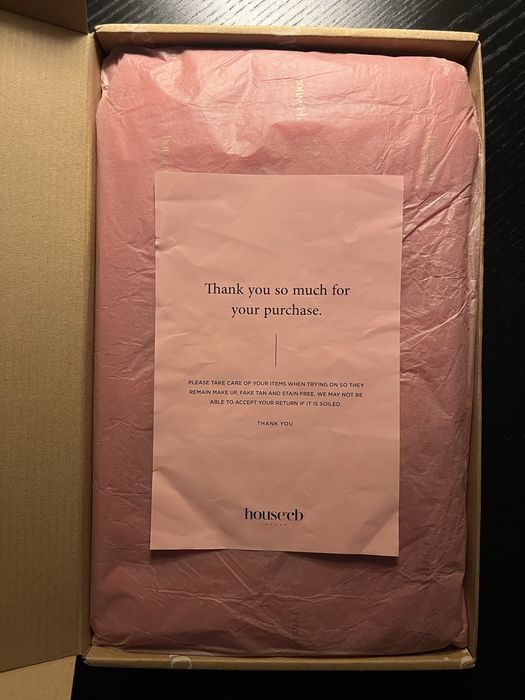 Thank you so much for
your purchase.
PLEASE TAKE CARE OF YOUR ITEMS WHEN TRYING ON SO THEY
REMAIN MAKE UP, FAKE TAN AND STAIN FREE. WE MAY NOT BE
ABLE TO ACCEPT YOUR RETURN IF IT IS SOILED.
THANK YOU
house cb